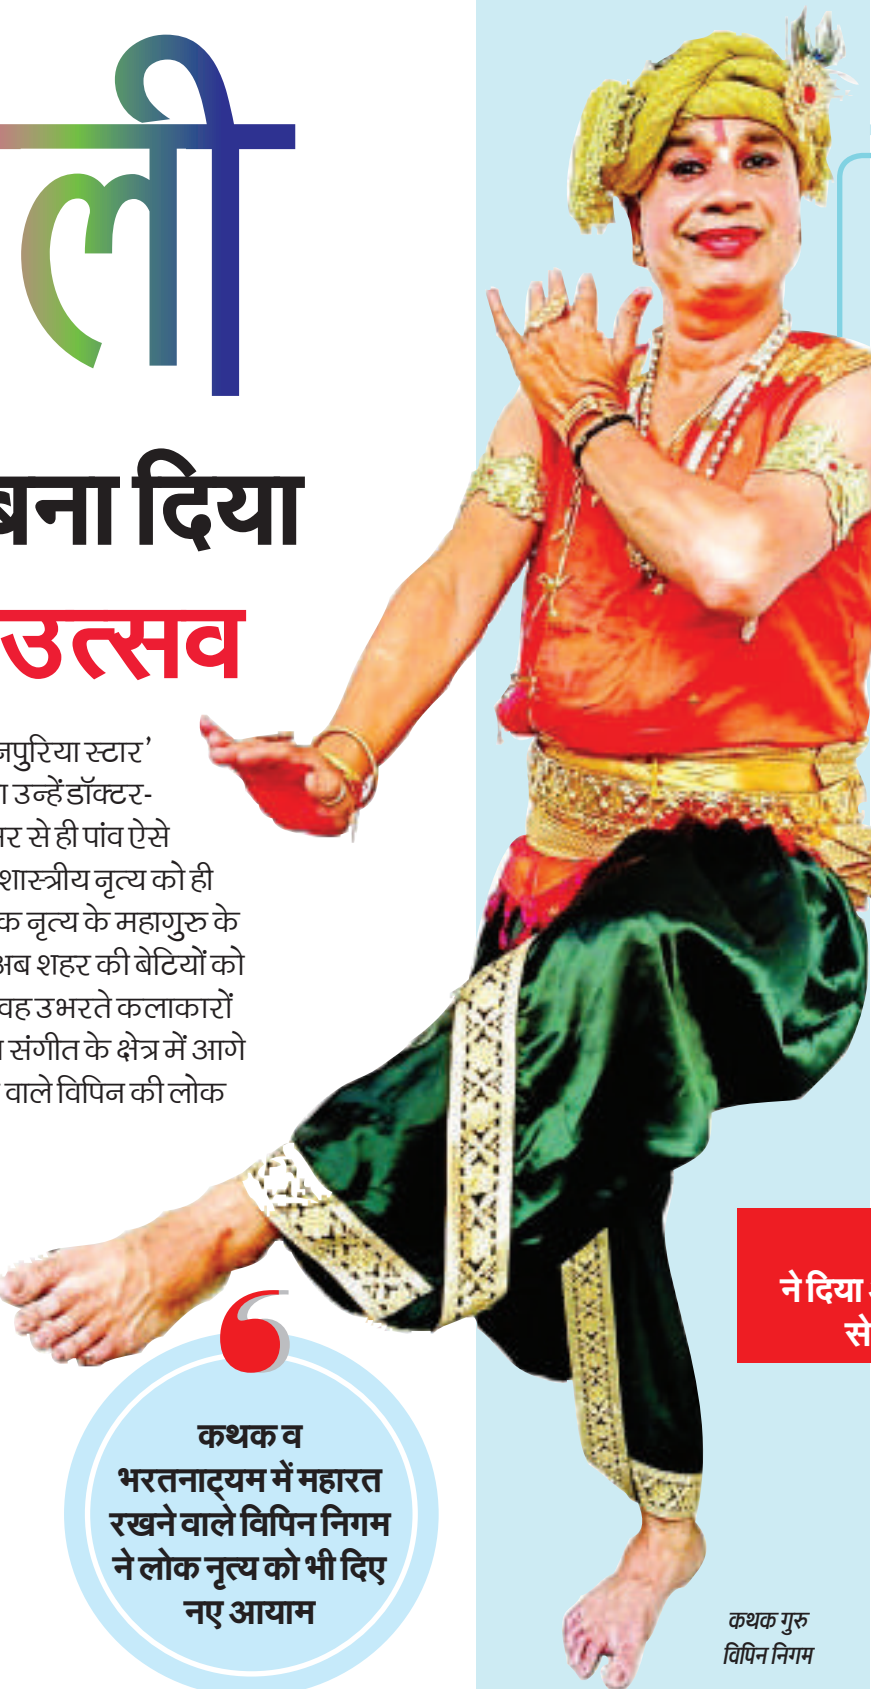 ली
बना दिया
उत्सव
नपुरिया स्टार’
उन्हें डॉक्टर-
से ही पांव ऐसे
शास्त्रीय नृत्य को ही
क नृत्य के महागुरु के
अब शहर की बेटियों को
वह उभरते कलाकारों
संगीत के क्षेत्र में आगे
वाले विपिन की लोक
ने दिया
से
कथक व
भरतनाट्यम में महारत
रखने वाले विपिन निगम
ने लोक नृत्य को भी दिए
नए आयाम
कथक गुरु
विपिन निगम